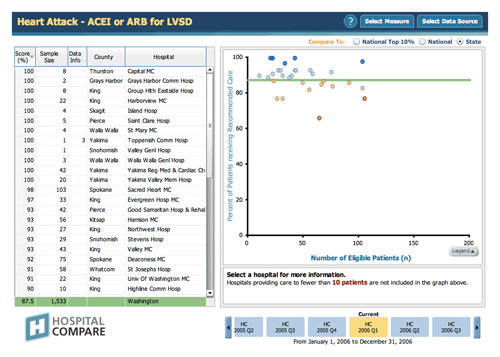 Heart Attack - ACEI or ARB for LVSD
? Select Measure Select Data Source
Compare To: National Top 10% National State
Score (%) Sample Size Data Info County Hospital
100 8 Thurston Capital MC
100 2 Grays Harbor Grays Harbor Comm Hosp
100 8 King Group Hlth Eastside Hosp
100 22 King Harborview MC
100 4 Skagit Island Hosp
100 5 Pierce Saint Clare Hosp
100 4 Walla Walla St Mary MC
100 1 3 Yakima Toppenish Comm Hosp
100 1 Snohomish Valley Genl Hosp
100 3 Walla Walla Walla Walla Genl Hosp
100 42 Yakima Yakima Reg Med & Cardiac Ctr
100 20 Yakima Yakima Valley Mem Hosp
98 103 Spokane Sacred Heart MC
97 33 King Evergreen Hosp MC
93 42 Pierce Good Samaritan Hosp & Rehal
93 56 Kitsap Harrison MC
93 27 King Northwest Hosp
93 29 Snohomish Stevens Hosp
93 43 King Valley MC
92 75 Spokane Deaconess MC
91 58 Whatcom St Josephs Hosp
91 22 King Univ Of Washington MC
90 10 King Highline Comm Hosp
87.5 1,533 Washington
Percent of Patients receiving Recommended Care
100
80
60
40
20
0
0 50 100 150 200
Number of Eligible Patients (n)
Legend
Select a hospital for more information.
Hospitals providing care to fewer than 10 patients are not included in the graph above.
HOSPITAL
COMPARE
Current
HC 2005 Q2
HC 2005 Q3
HC 2005 Q4
HC 2006 Q1
HC 2006 Q2
HC 2006 Q3
From January 1, 2006 to December 31, 2006